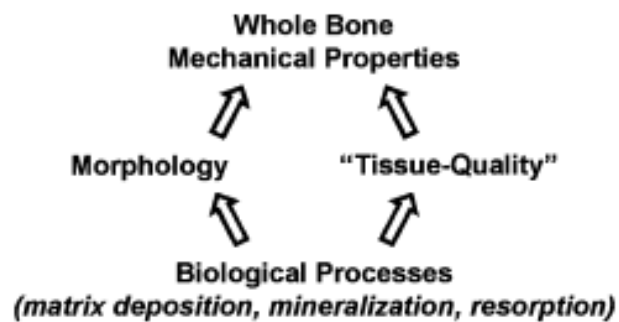 Whole Bone
Mechanical Properties
Morphology
“Tissue-Quality”
Biological Processes
(matrix deposition, mineralization, resorption)